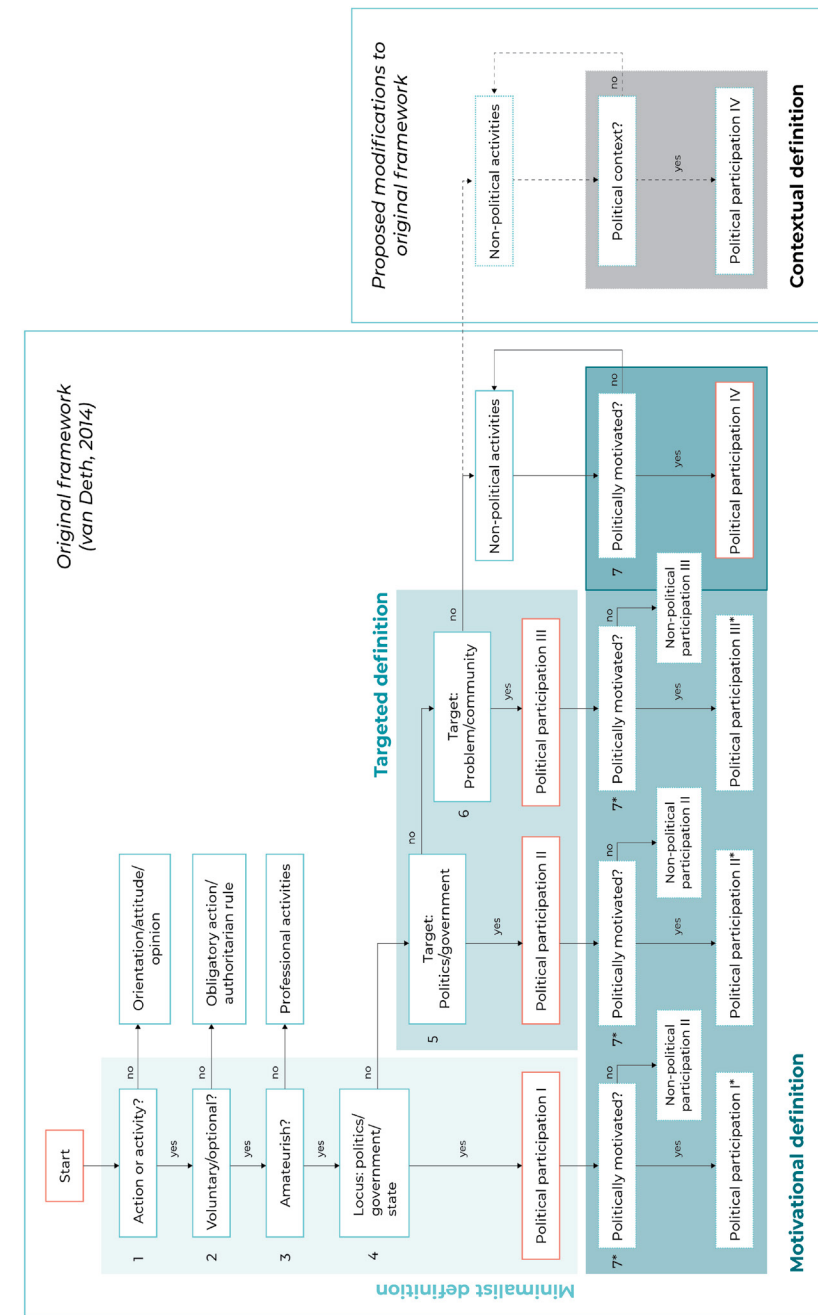 Original framework
(van Deth, 2014)
Proposed modifications to
original framework
Start
1
Action or activity?
no
Orientation/attitude/
opinion
yes
2
Voluntary/optional?
no
Obligatory action/
authoritarian rule
yes
3
Amateurish?
no
Professional activities
yes
4
Locus: politics/
government/
state
no
yes
Political participation I
Minimalist definition
Targeted definition
5
Target:
Politics/government
no
yes
Political participation II
6
Target:
Problem/community
no
yes
Political participation III
Non-political activities
Non-political activities
7*
Politically motivated?
no
Non-political
participation II
yes
Political participation I*
7*
Politically motivated?
no
Non-political
participation II
yes
Political participation II*
7*
Politically motivated?
no
Non-political
participation III
yes
Political participation III*
7
Politically motivated?
no
yes
Political participation IV
Political context?
no
yes
Political participation IV
Motivational definition
Contextual definition